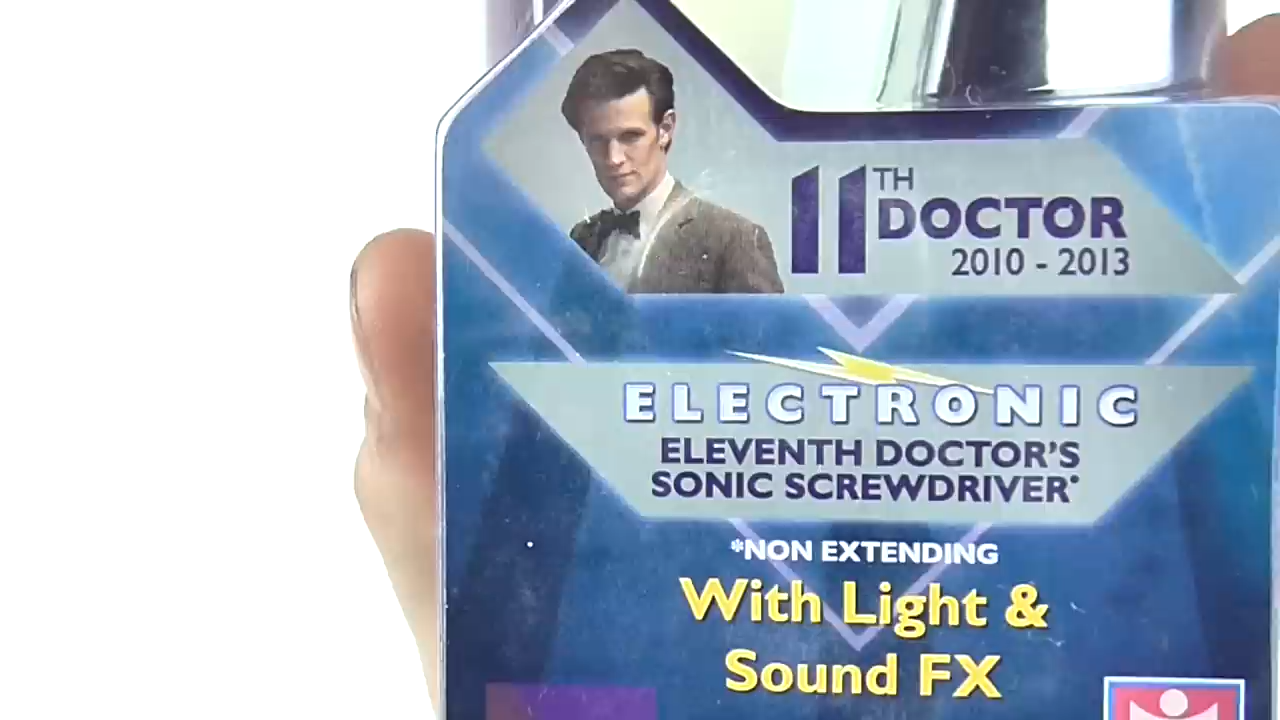 11TH
DOCTOR
2010 - 2013
ELECTRONIC
ELEVENTH DOCTOR'S
SONIC SCREWDRIVER*
*NON EXTENDING
With Light &
Sound FX